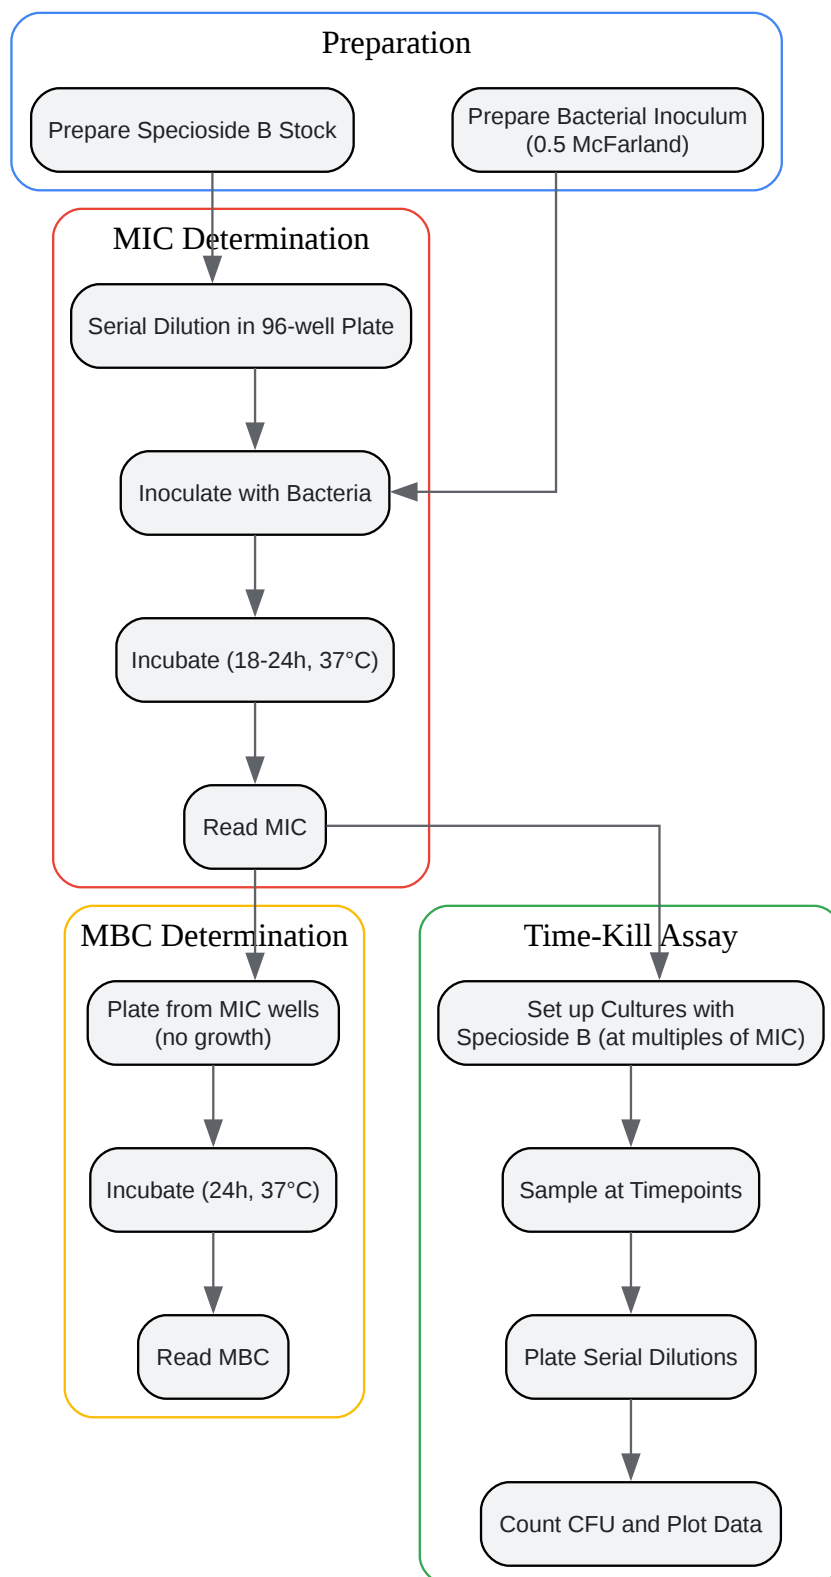 Preparation
Prepare Specioside B Stock
Prepare Bacterial Inoculum
(0.5 McFarland)
MIC Determination
Serial Dilution in 96-well Plate
Inoculate with Bacteria
Incubate (18-24h, 37°C)
Read MIC
MBC Determination
Plate from MIC wells
(no growth)
Incubate (24h, 37°C)
Read MBC
Time-Kill Assay
Set up Cultures with
Specioside B (at multiples of MIC)
Sample at Timepoints
Plate Serial Dilutions
Count CFU and Plot Data